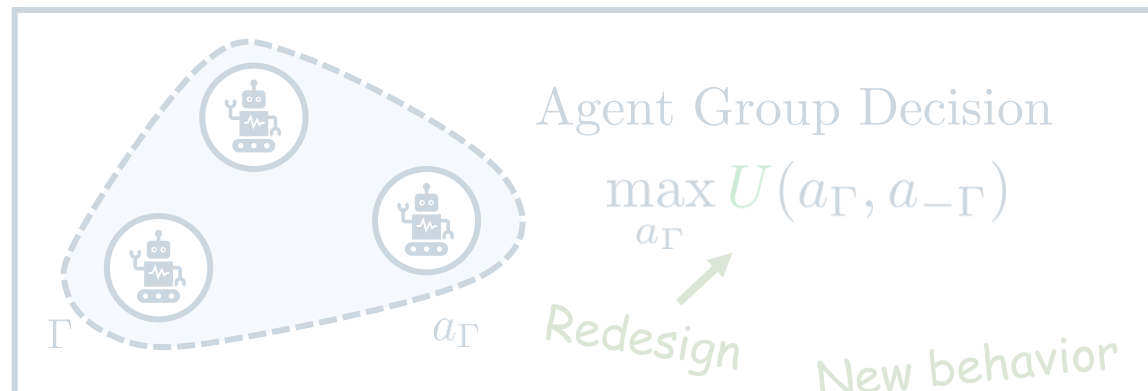 Agent Group Decision
max U(a_Γ, a_{−Γ})
a_Γ
Γ
a_Γ
Redesign
New behavior